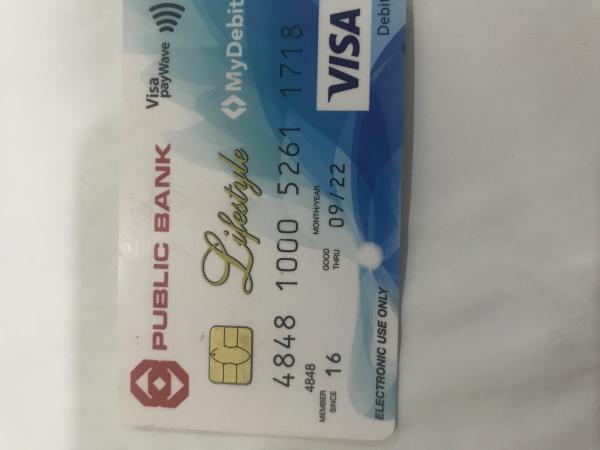 PUBLIC BANK
Visa
payWave
Lifestyle
MyDebit
4848 1000 5261 1718
4848
MONTH/YEAR
GOOD
THRU
09/22
MEMBER
SINCE
16
VISA
Debit
ELECTRONIC USE ONLY